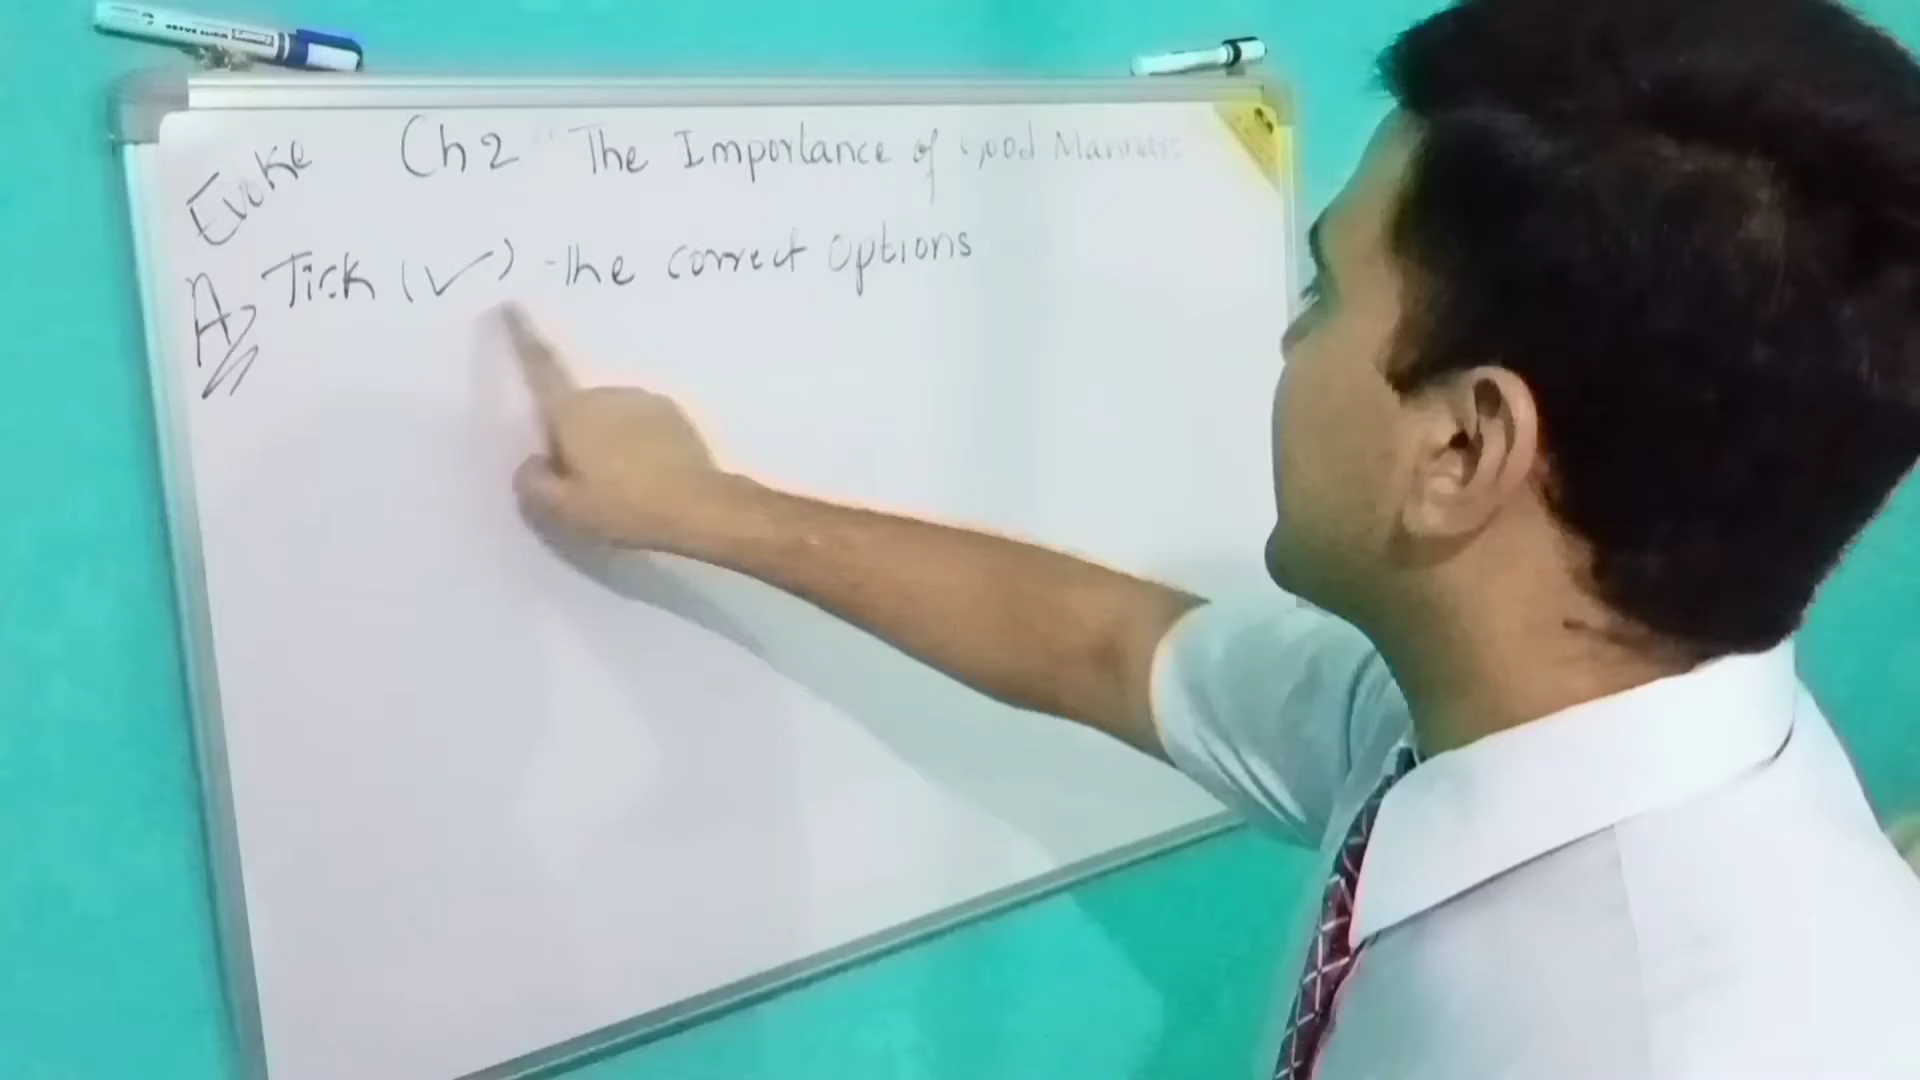 Evoke Ch 2 " The Importance of Good Manners
A) Tick (✓) the correct options